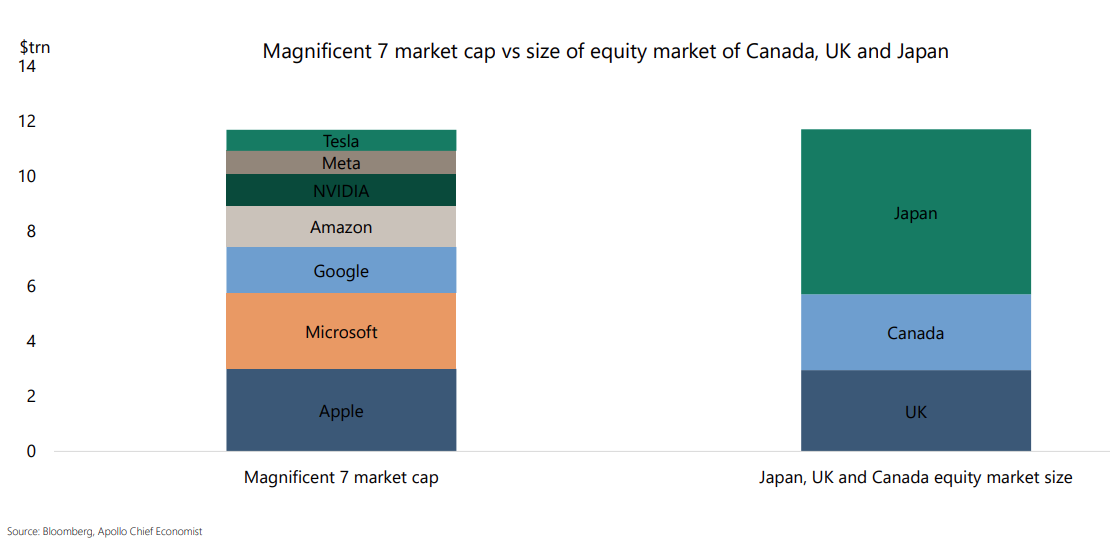 $trn
Magnificent 7 market cap vs size of equity market of Canada, UK and Japan
14
12
10
8
6
4
2
0
Tesla
Meta
NVIDIA
Amazon
Google
Microsoft
Apple
Japan
Canada
UK
Magnificent 7 market cap
Japan, UK and Canada equity market size
Source: Bloomberg, Apollo Chief Economist